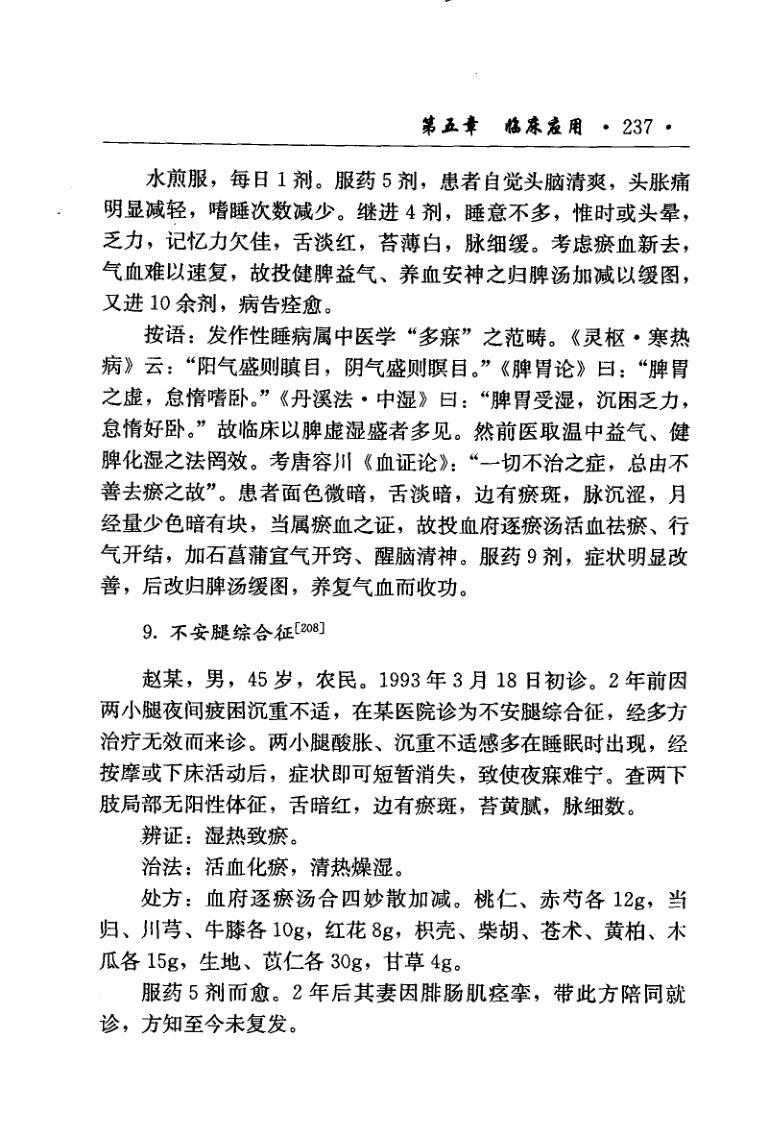 第五章 临床应用 · 237 ·
水煎服，每日 1 剂。服药 5 剂，患者自觉头脑清爽，头胀痛
明显减轻，嗜睡次数减少。继进 4 剂，睡意不多，惟时或头晕，
乏力，记忆力欠佳，舌淡红，苔薄白，脉细缓。考虑瘀血新去，
气血难以速复，故投健脾益气、养血安神之归脾汤加减以缓图，
又进 10 余剂，病告痊愈。
按语：发作性睡病属中医学“多寐”之范畴。《灵枢·寒热
病》云：“阳气盛则瞋目，阴气盛则瞑目。”《脾胃论》曰：“脾胃
之虚，怠惰嗜卧。”《丹溪法·中湿》曰：“脾胃受湿，沉困乏力，
怠惰好卧。”故临床以脾虚湿盛者多见。然前医取温中益气、健
脾化湿之法罔效。考唐容川《血证论》：“一切不治之症，总由不
善去瘀之故”。患者面色微暗，舌淡暗，边有瘀斑，脉沉涩，月
经量少色暗有块，当属瘀血之证，故投血府逐瘀汤活血祛瘀、行
气开结，加石菖蒲宣气开窍、醒脑清神。服药 9 剂，症状明显改
善，后改归脾汤缓图，养复气血而收功。
9. 不安腿综合征[208]
赵某，男，45 岁，农民。1993 年 3 月 18 日初诊。2 年前因
两小腿夜间疲困沉重不适，在某医院诊为不安腿综合征，经多方
治疗无效而来诊。两小腿酸胀、沉重不适感多在睡眠时出现，经
按摩或下床活动后，症状即可短暂消失，致使夜寐难宁。查两下
肢局部无阳性体征，舌暗红，边有瘀斑，苔黄腻，脉细数。
辨证：湿热致瘀。
治法：活血化瘀，清热燥湿。
处方：血府逐瘀汤合四妙散加减。桃仁、赤芍各 12g，当
归、川芎、牛膝各 10g，红花 8g，枳壳、柴胡、苍术、黄柏、木
瓜各 15g，生地、苡仁各 30g，甘草 4g。
服药 5 剂而愈。2 年后其妻因腓肠肌痉挛，带此方陪同就
诊，方知至今未复发。